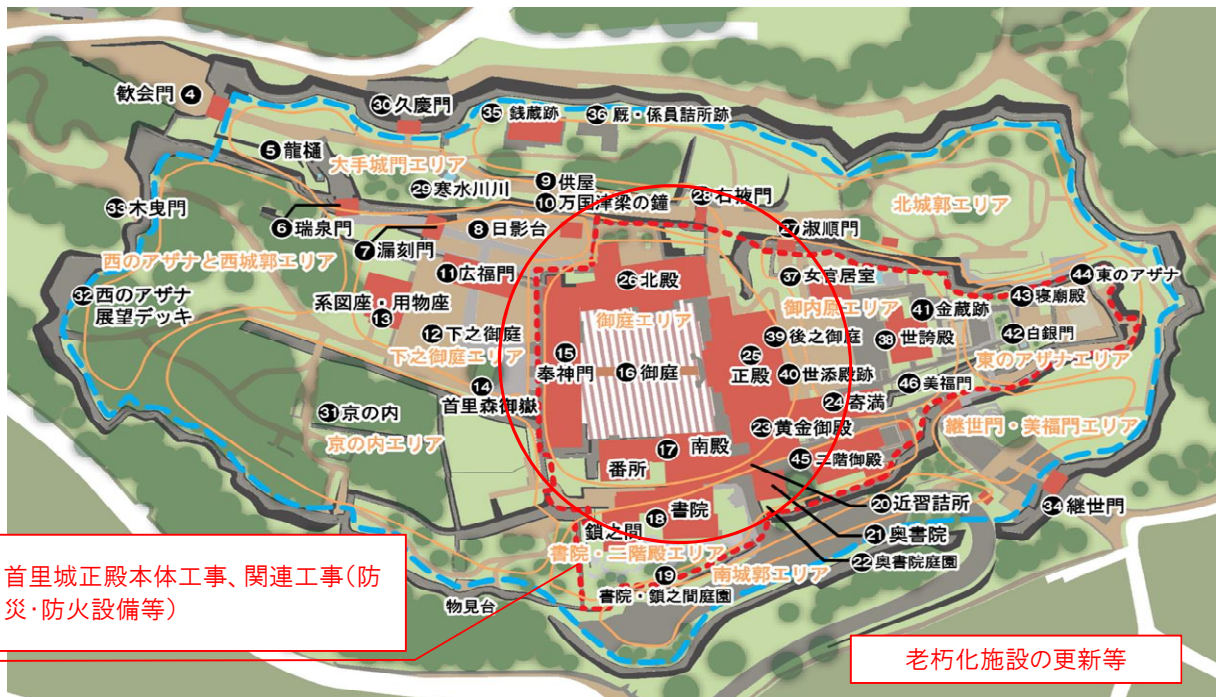 歓会門 4
30 久慶門
35 銭蔵跡
36 厩・係員詰所跡
5 龍樋
大手城門エリア
29 寒水川川
9 供屋
10 万国津梁の鐘
28 右掖門
北城郭エリア
33 木曳門
6 瑞泉門
7 漏刻門
8 日影台
27 淑順門
西のアザナと西城郭エリア
11 広福門
26 北殿
37 女官居室
44 東のアザナ
43 寝廟殿
32 西のアザナ
展望デッキ
系図座・用物座
13
御庭エリア
御内原エリア
41 金蔵跡
12 下之御庭
39 後之御庭
38 世誇殿
42 白銀門
下之御庭エリア
15
奉神門
16 御庭
25
正殿
40 世添殿跡
東のアザナエリア
14
首里森御嶽
46 美福門
24 寄満
31 京の内
京の内エリア
23 黄金御殿
継世門・美福門エリア
17 南殿
番所
45 二階御殿
18 書院
20 近習詰所
34 継世門
鎖之間
21 奥書院
書院・二階殿エリア
22 奥書院庭園
南城郭エリア
19
書院・鎖之間庭園
物見台
首里城正殿本体工事、関連工事(防
災・防火設備等)
老朽化施設の更新等